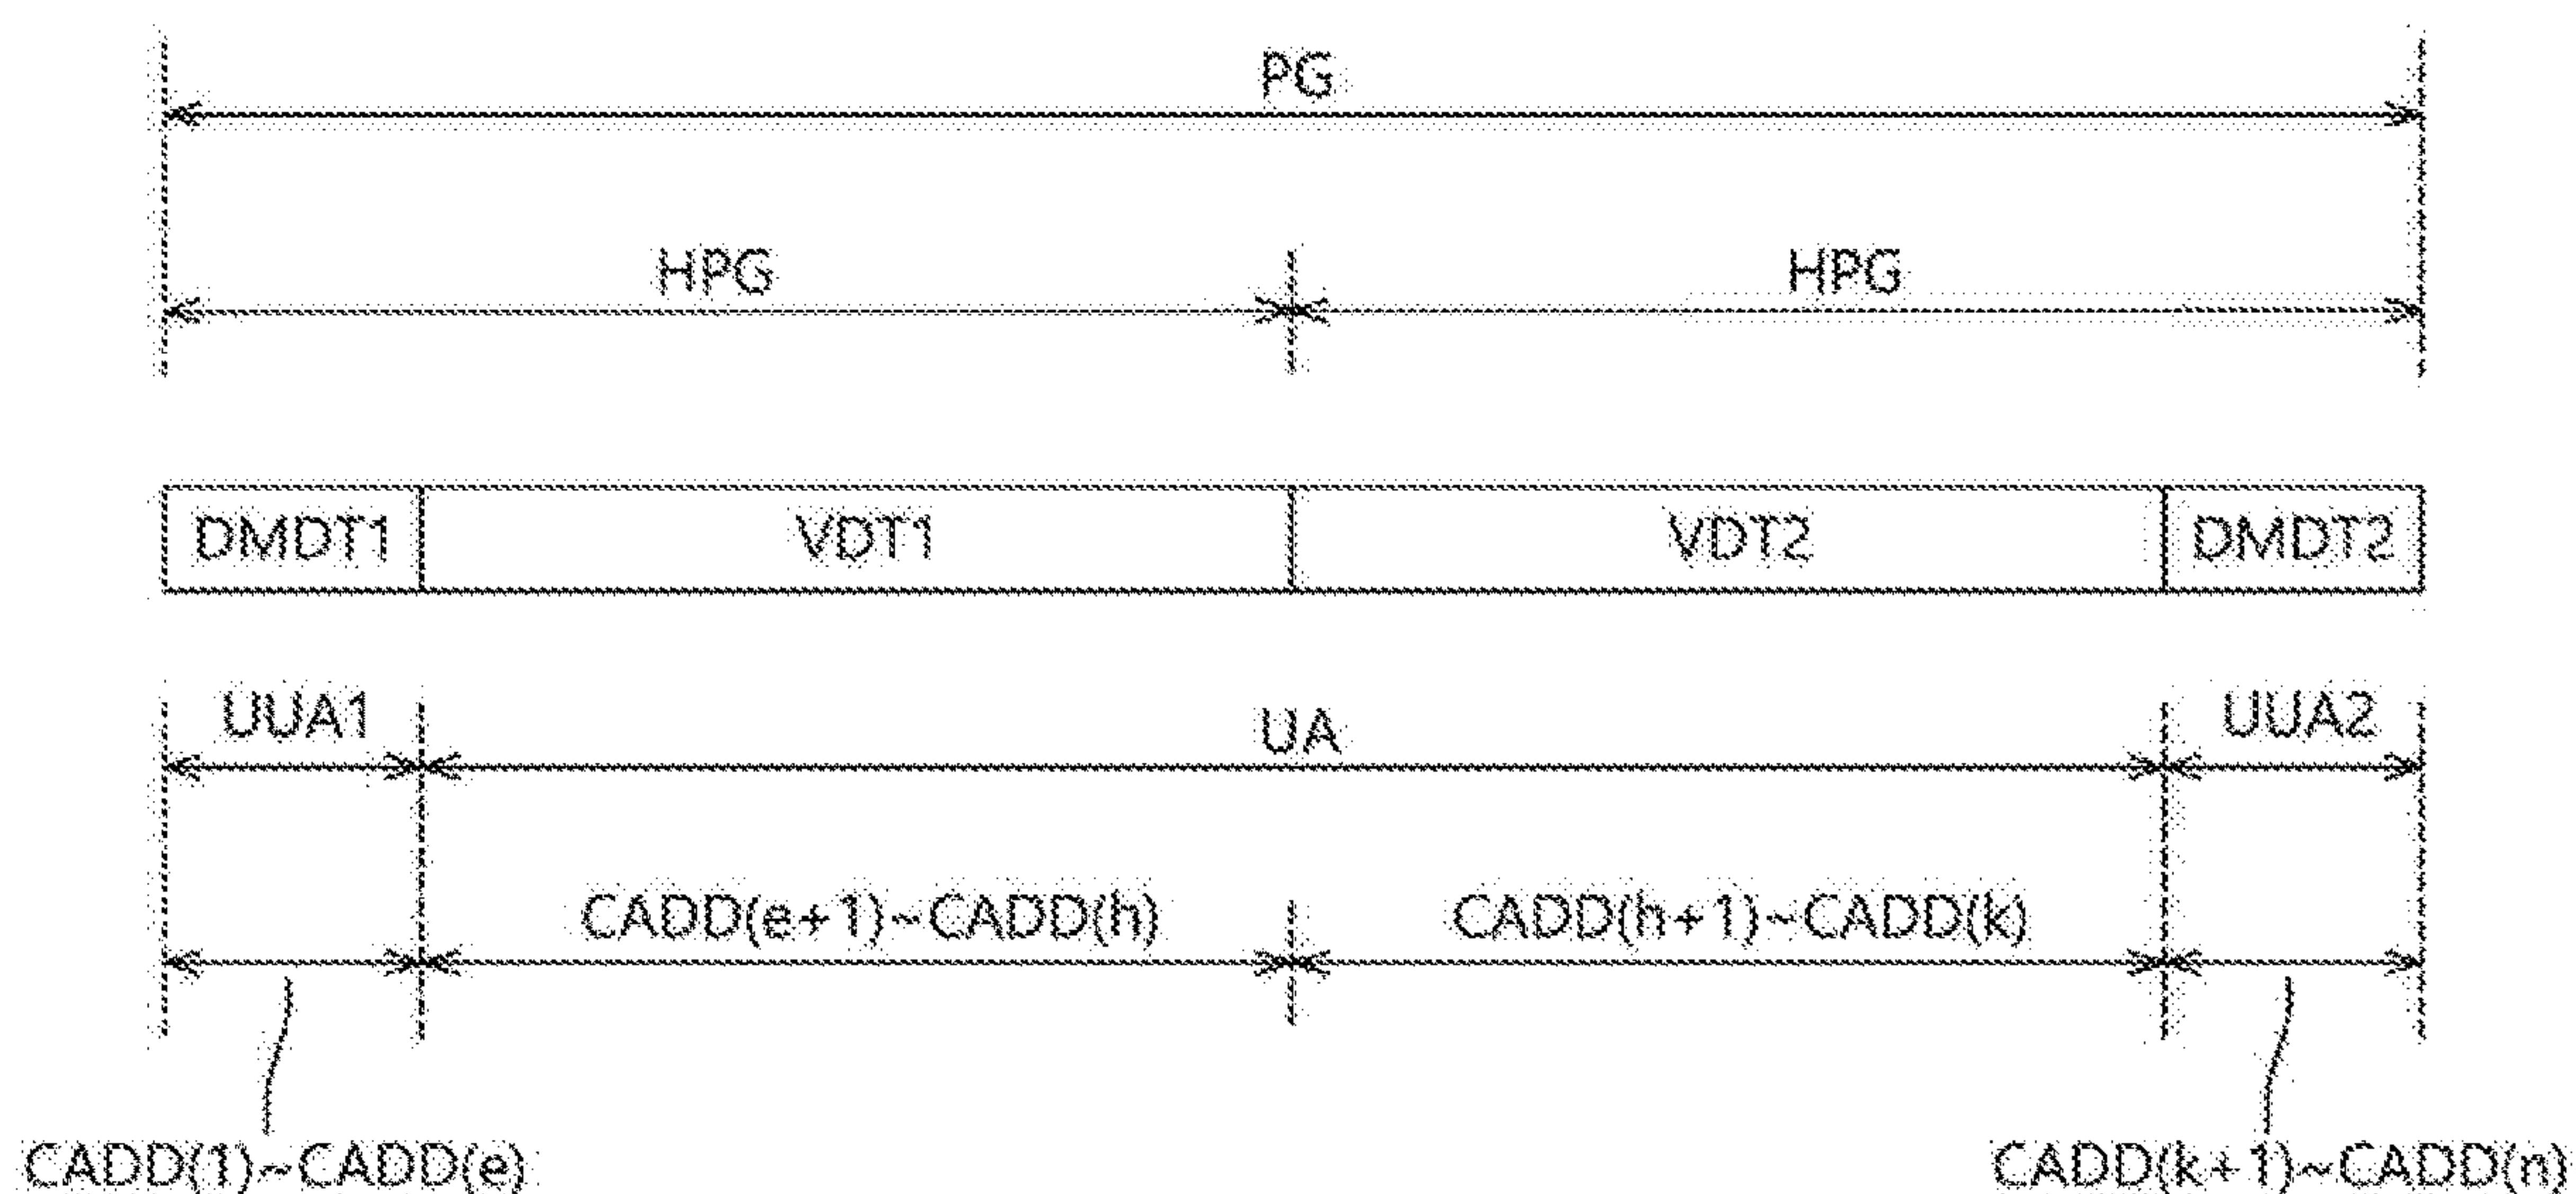 PG
HPG HPG
DMDT1 VDT1 VDT2 DMDT2
UUA1 UA UUA2
CADD(e+1)~CADD(h) CADD(h+1)~CADD(k)
CADD(1)~CADD(e) CADD(k+1)~CADD(n)